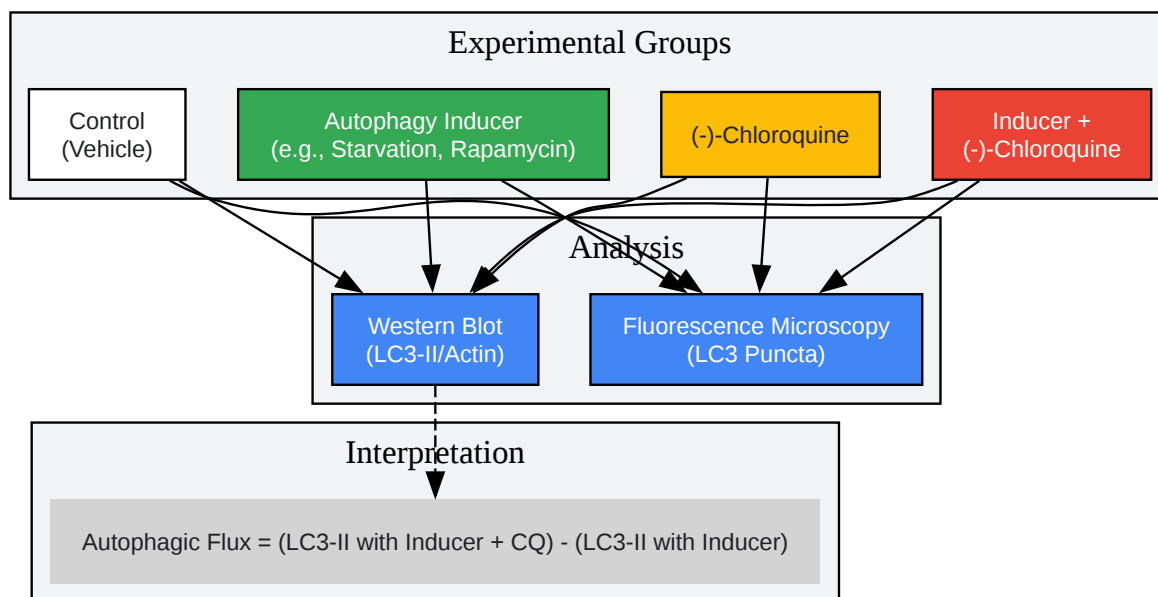 Experimental Groups
Control
(Vehicle)
Autophagy Inducer
(e.g., Starvation, Rapamycin)
(-)-Chloroquine
Inducer +
(-)-Chloroquine
Analysis
Western Blot
(LC3-II/Actin)
Fluorescence Microscopy
(LC3 Puncta)
Interpretation
Autophagic Flux = (LC3-II with Inducer + CQ) - (LC3-II with Inducer)